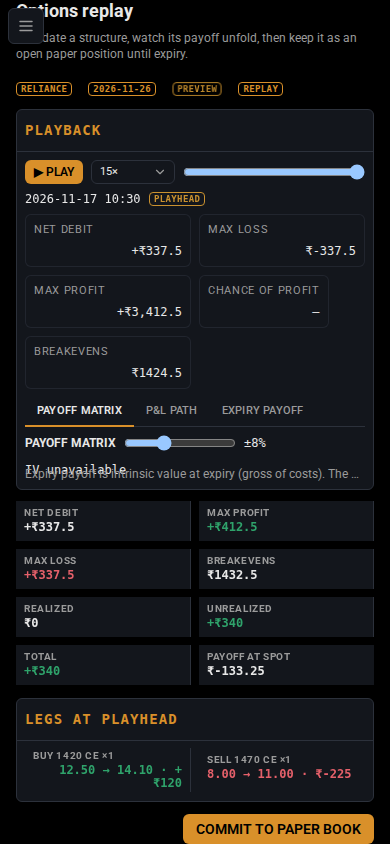 Options replay
date a structure, watch its payoff unfold, then keep it as an
open paper position until expiry.
RELIANCE 2026-11-26 PREVIEW REPLAY
PLAYBACK
▶ PLAY 15×
2026-11-17 10:30 PLAYHEAD
NET DEBIT MAX LOSS
+₹337.5 ₹-337.5
MAX PROFIT CHANCE OF PROFIT
+₹3,412.5 —
BREAKEVENS
₹1424.5
PAYOFF MATRIX P&L PATH EXPIRY PAYOFF
PAYOFF MATRIX ±8%
IV unavailable
Expiry payoff is intrinsic value at expiry (gross of costs). The ...
NET DEBIT MAX PROFIT
+₹337.5 +₹412.5
MAX LOSS BREAKEVENS
+₹337.5 ₹1432.5
REALIZED UNREALIZED
₹0 +₹340
TOTAL PAYOFF AT SPOT
+₹340 ₹-133.25
LEGS AT PLAYHEAD
BUY 1420 CE ×1 SELL 1470 CE ×1
12.50 → 14.10 · + 8.00 → 11.00 · ₹-225
₹120
COMMIT TO PAPER BOOK